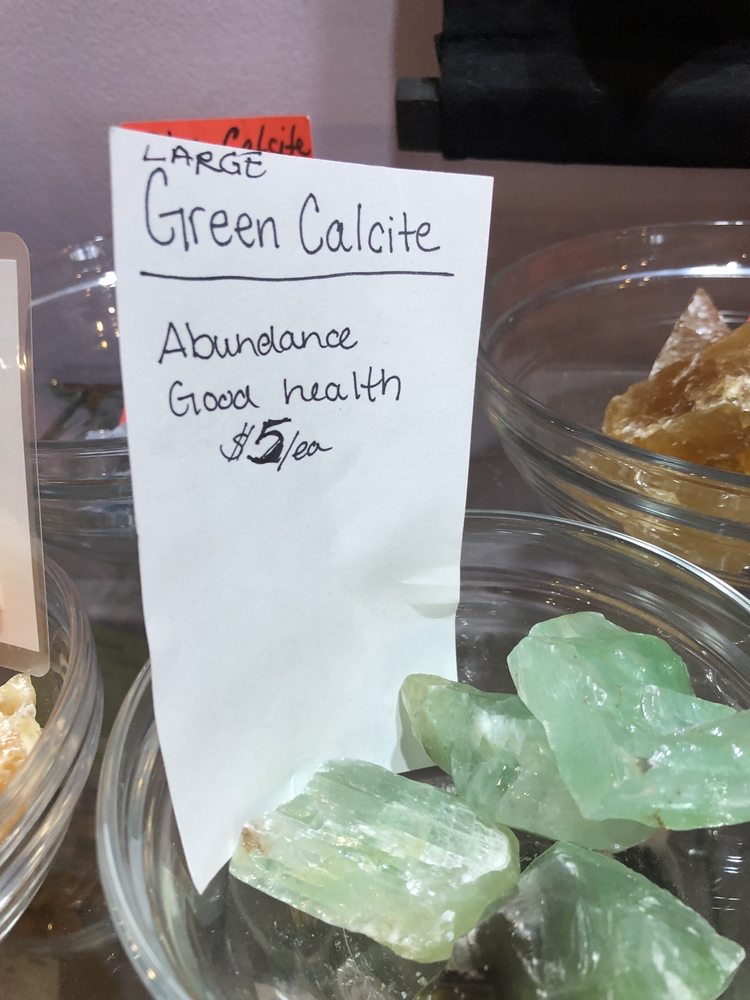 Calcite
LARGE
Green Calcite
Abundance
Good health
$5/ea